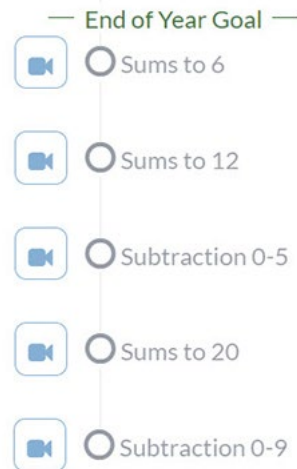 End of Year Goal
Sums to 6
Sums to 12
Subtraction 0-5
Sums to 20
Subtraction 0-9